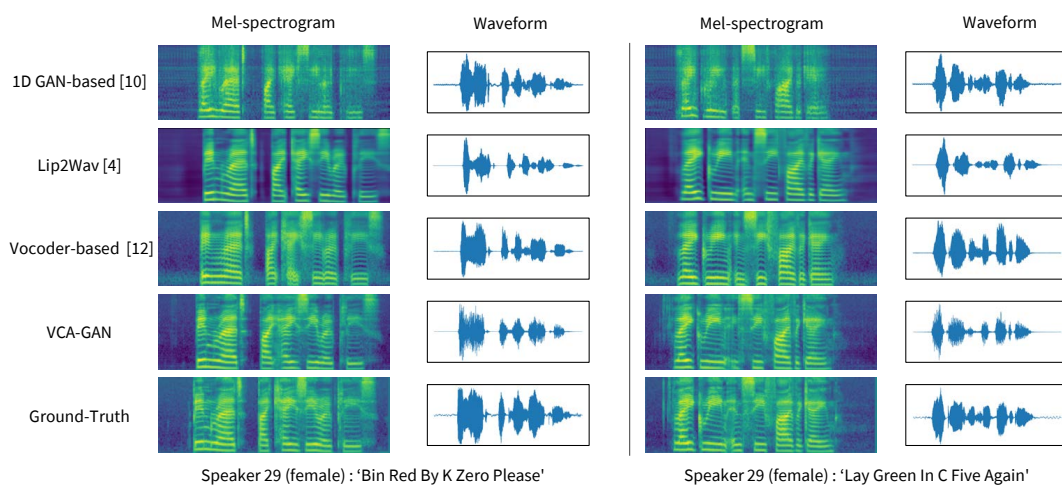 Mel-spectrogram Waveform Mel-spectrogram Waveform
1D GAN-based [10]
Lip2Wav [4]
Vocoder-based [12]
VCA-GAN
Ground-Truth
Speaker 29 (female) : ‘Bin Red By K Zero Please' Speaker 29 (female) : ‘Lay Green In C Five Again'